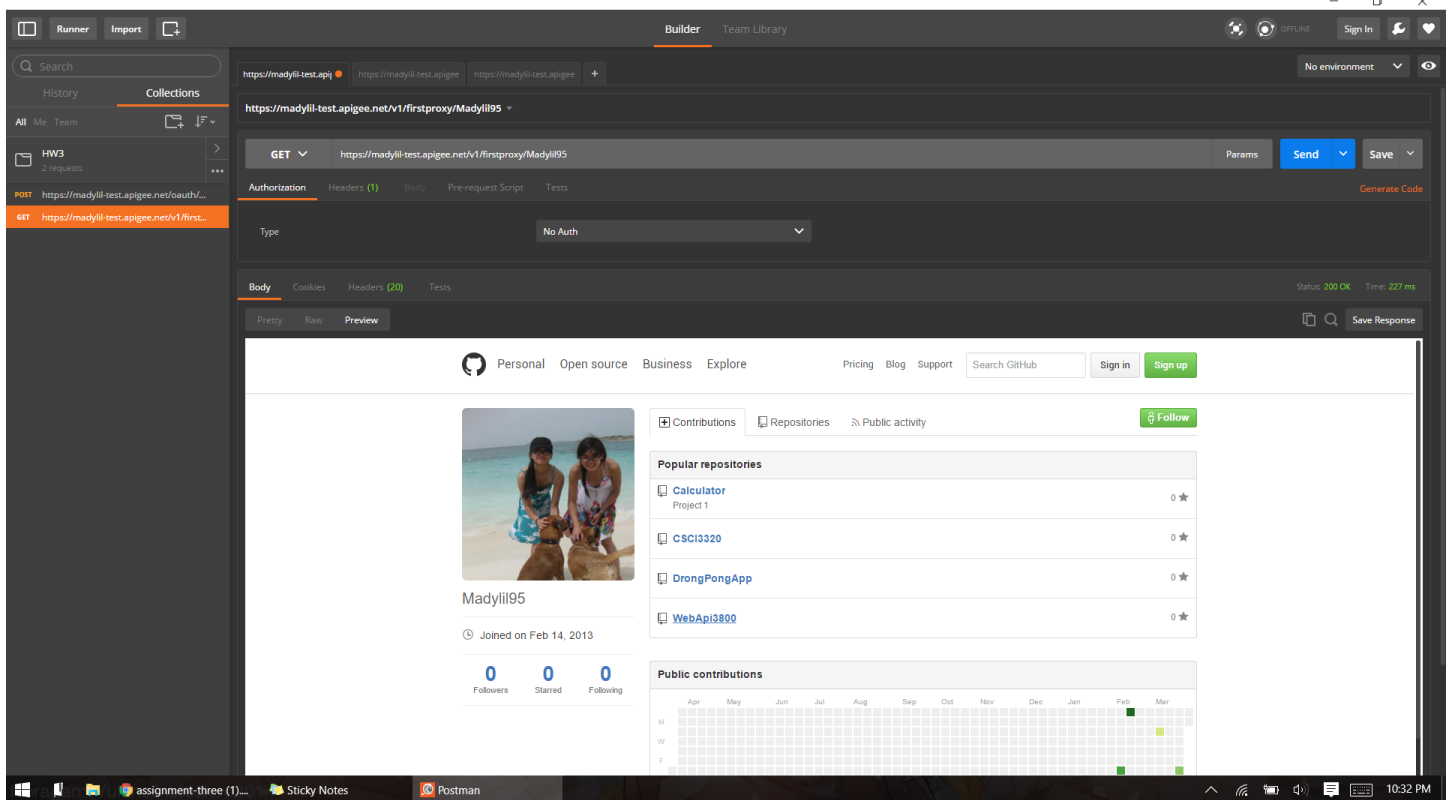 Runner Import Builder Team Library OFFLINE Sign In
Search
History Collections
All Me Team
HW3
2 requests
POST https://madylil-test.apigee.net/oauth/...
GET https://madylil-test.apigee.net/v1/first...
https://madylil-test.api https://madylil-test.apigee https://madylil-test.apigee + No environment
https://madylil-test.apigee.net/v1/firstproxy/Madylil95
GET https://madylil-test.apigee.net/v1/firstproxy/Madylil95 Params Send Save
Authorization Headers (1) Body Pre-request Script Tests Generate Code
Type No Auth
Body Cookies Headers (20) Tests Status: 200 OK Time: 227 ms
Pretty Raw Preview Save Response
Personal Open source Business Explore Pricing Blog Support Search GitHub Sign in Sign up
Contributions Repositories Public activity Follow
Popular repositories
Calculator 0
Project 1
CSCI3320 0
DrongPongApp 0
WebApi3800 0
Madylil95
Joined on Feb 14, 2013
0 0 0
Followers Starred Following
Public contributions
Apr May Jun Jul Aug Sep Oct Nov Dec Jan Feb Mar
M
W
F
assignment-three (1).... Sticky Notes Postman 10:32 PM